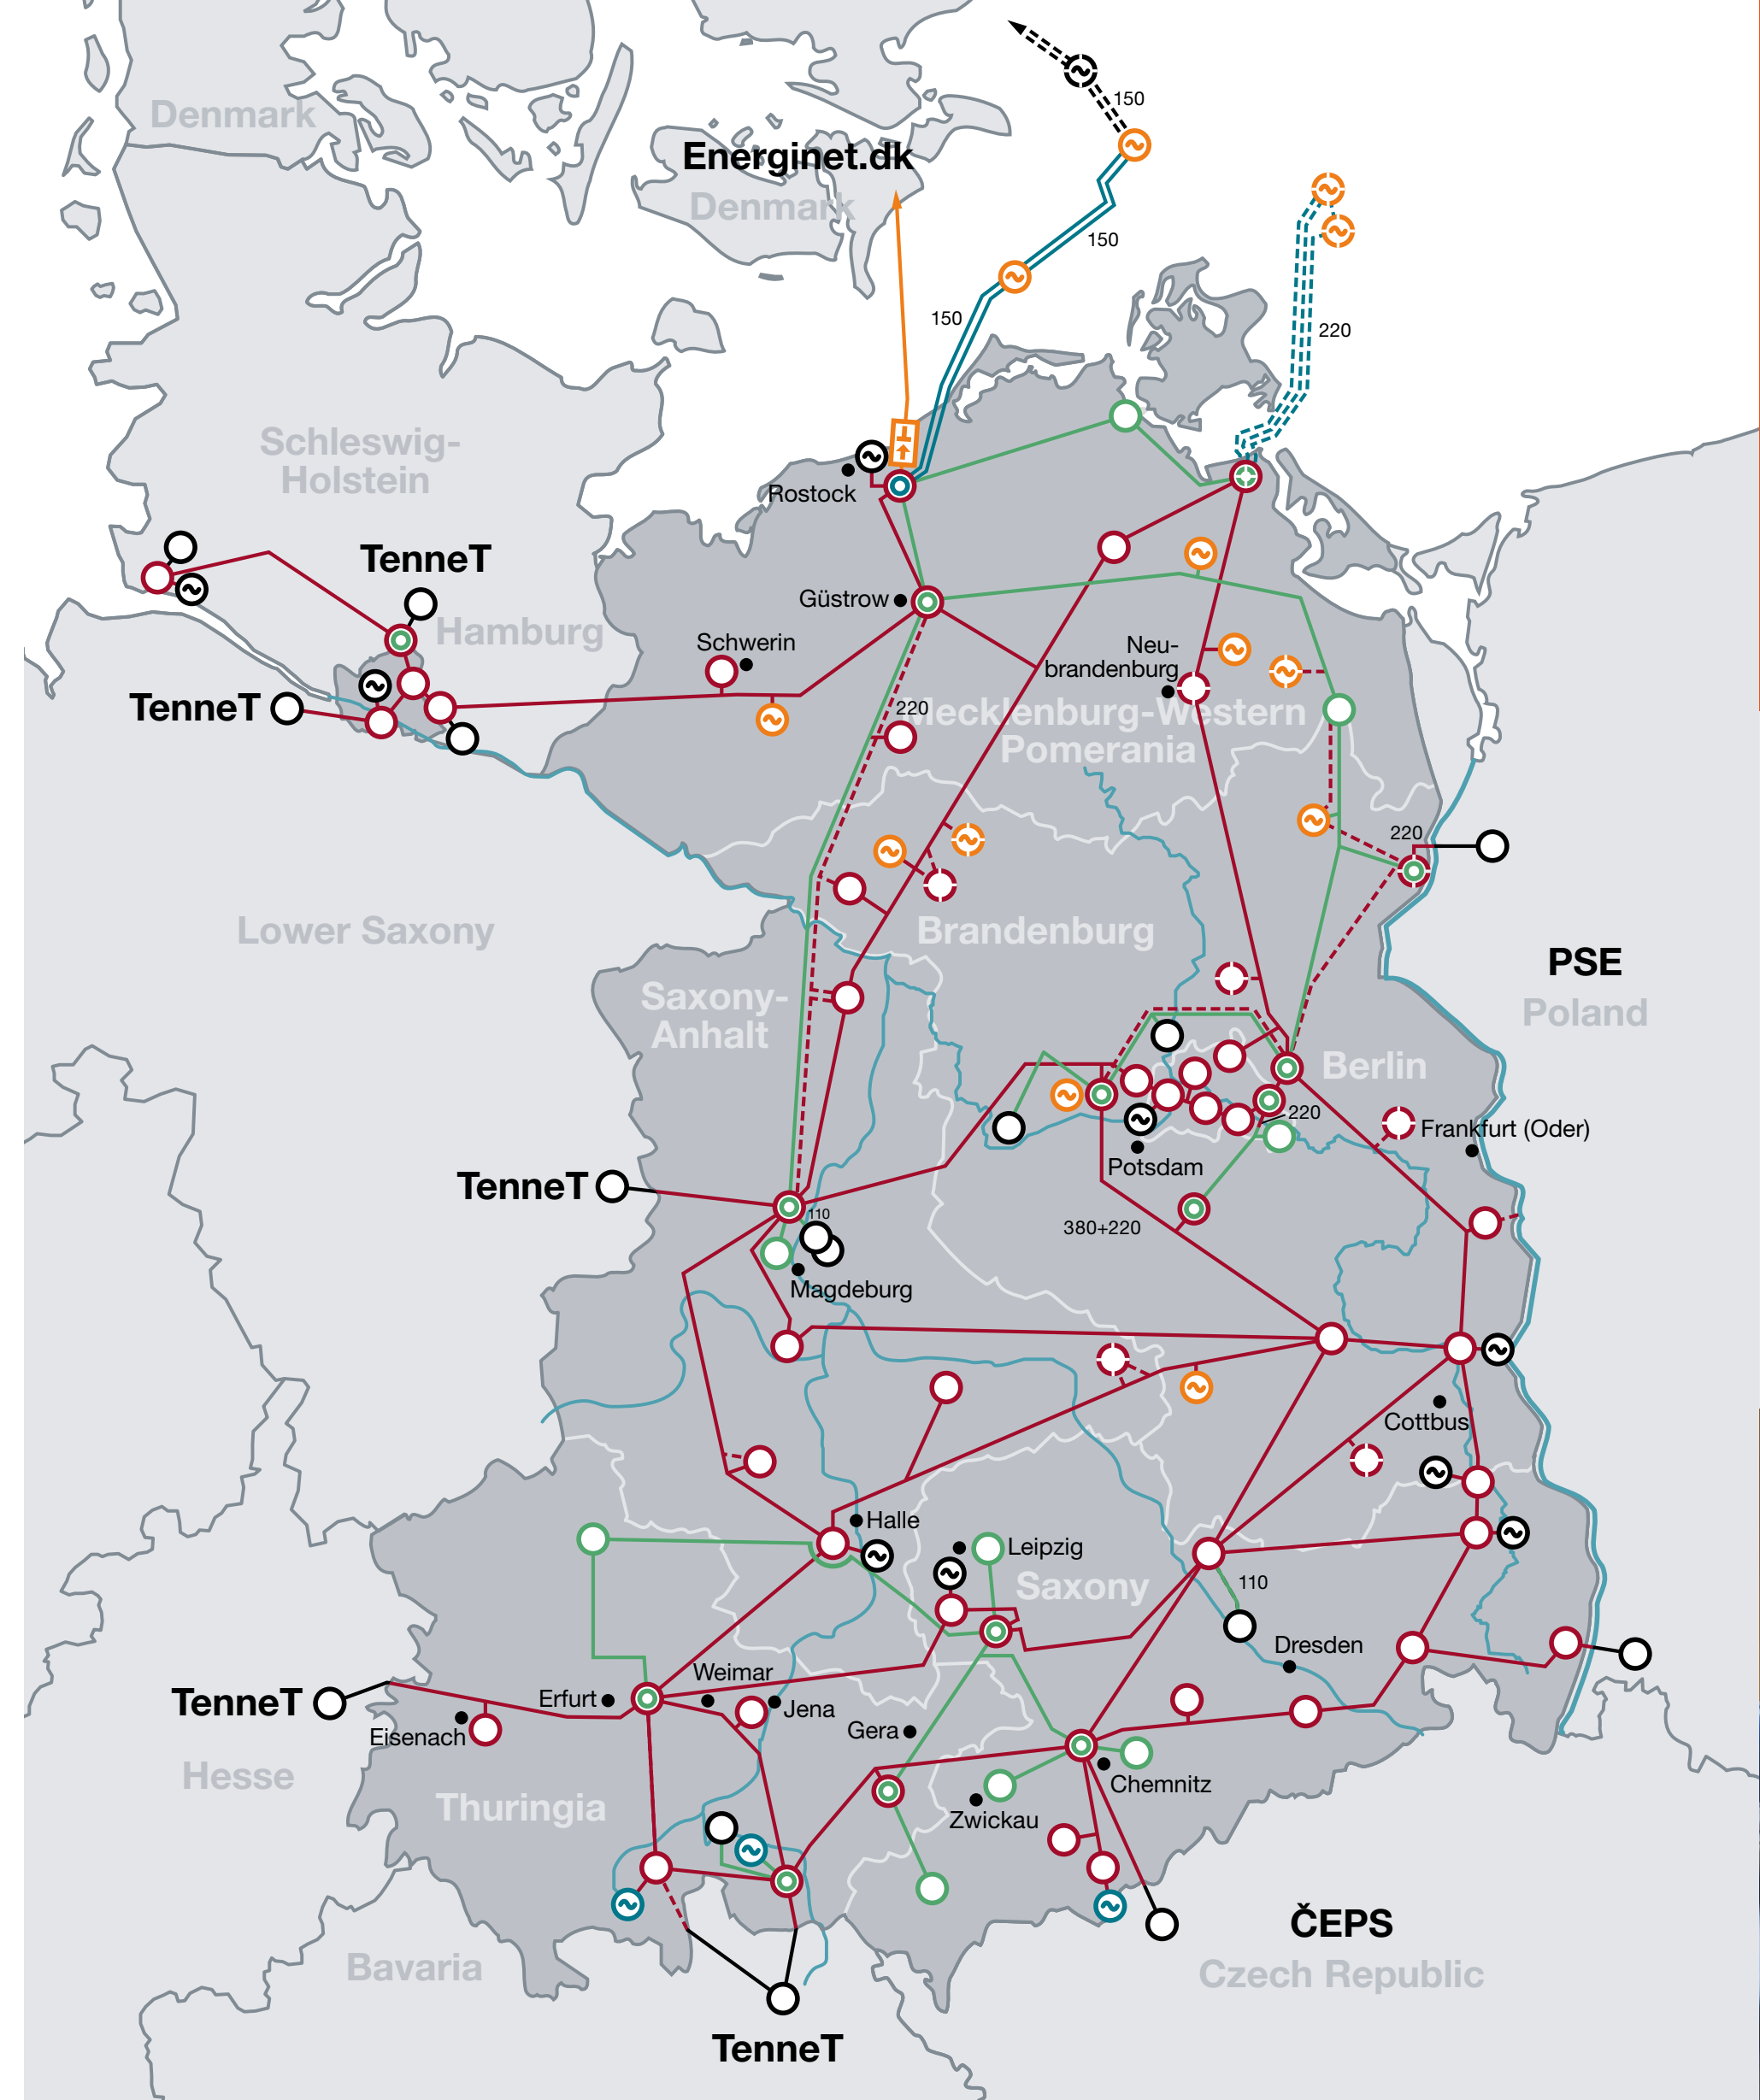 Denmark
150
Energinet.dk
Denmark
150
150
220
Schleswig-
Holstein
Rostock
TenneT
Hamburg
Güstrow
Schwerin
Neu-
brandenburg
TenneT
220
Mecklenburg-Western
Pomerania
220
Lower Saxony
Brandenburg
PSE
Poland
Saxony-
Anhalt
Berlin
220
Frankfurt (Oder)
Potsdam
TenneT
110
380+220
Magdeburg
Cottbus
Halle
Leipzig
Saxony
110
Dresden
Weimar
TenneT
Erfurt
Jena
Eisenach
Gera
Hesse
Chemnitz
Thuringia
Zwickau
ČEPS
Bavaria
Czech Republic
TenneT